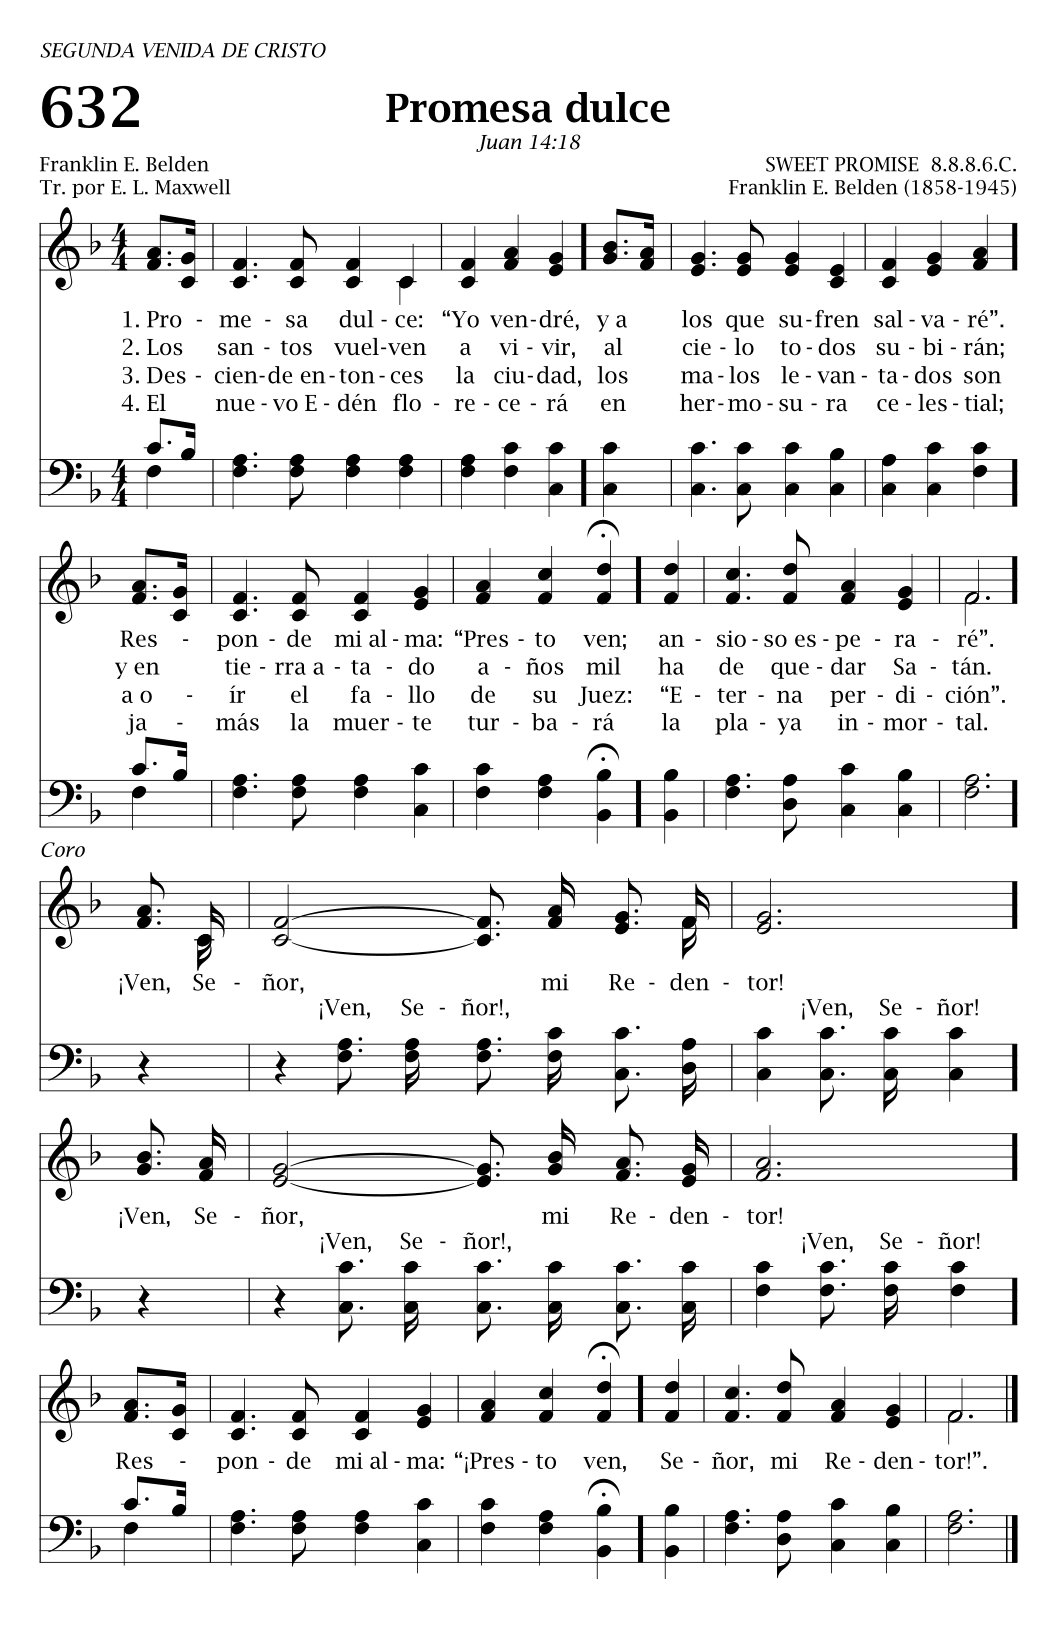 SEGUNDA VENIDA DE CRISTO
632
Promesa dulce
Juan 14:18
Franklin E. Belden
SWEET PROMISE 8.8.8.6.C.
Tr. por E. L. Maxwell
Franklin E. Belden (1858-1945)
1. Pro - me - sa dul - ce: “Yo ven - dré, y a los que su - fren sal - va - ré”.
2. Los san - tos vuel - ven a vi - vir, al cie - lo to - dos su - bi - rán;
3. Des - cien - de en - ton - ces la ciu - dad, los ma - los le - van - ta - dos son
4. El nue - vo E - dén flo - re - ce - rá en her - mo - su - ra ce - les - tial;
Res - pon - de mi al - ma: “Pres - to ven; an - sio - so es - pe - ra - ré”.
y en tie - rra a - ta - do a - ños mil ha de que - dar Sa - tán.
a o - ír el fa - llo de su Juez: “E - ter - na per - di - ción”.
ja - más la muer - te tur - ba - rá la pla - ya in - mor - tal.
Coro
¡Ven, Se - ñor, mi Re - den - tor!
¡Ven, Se - ñor!, ¡Ven, Se - ñor!
¡Ven, Se - ñor, mi Re - den - tor!
¡Ven, Se - ñor!, ¡Ven, Se - ñor!
Res - pon - de mi al - ma: “¡Pres - to ven, Se - ñor, mi Re - den - tor!”.